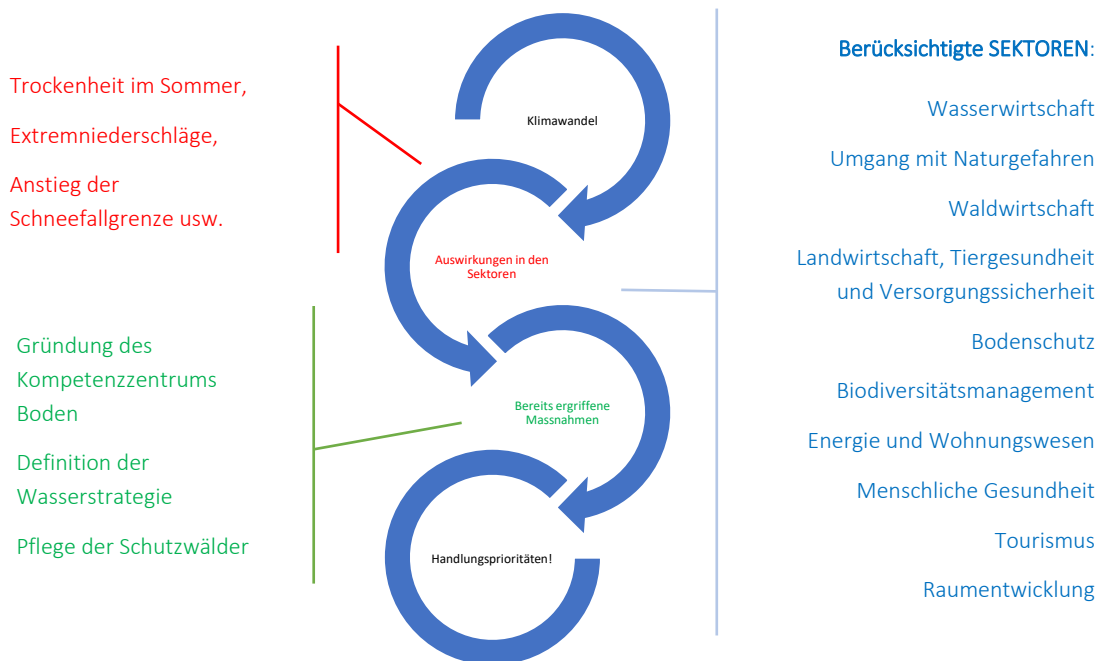 Trockenheit im Sommer,
Extremniederschläge,
Anstieg der
Schneefallgrenze usw.
Gründung des
Kompetenzzentrums
Boden
Definition der
Wasserstrategie
Pflege der Schutzwälder
Klimawandel
Auswirkungen in den
Sektoren
Bereits ergriffene
Massnahmen
Handlungsprioritäten!
Berücksichtigte SEKTOREN:
Wasserwirtschaft
Umgang mit Naturgefahren
Waldwirtschaft
Landwirtschaft, Tiergesundheit
und Versorgungssicherheit
Bodenschutz
Biodiversitätsmanagement
Energie und Wohnungswesen
Menschliche Gesundheit
Tourismus
Raumentwicklung